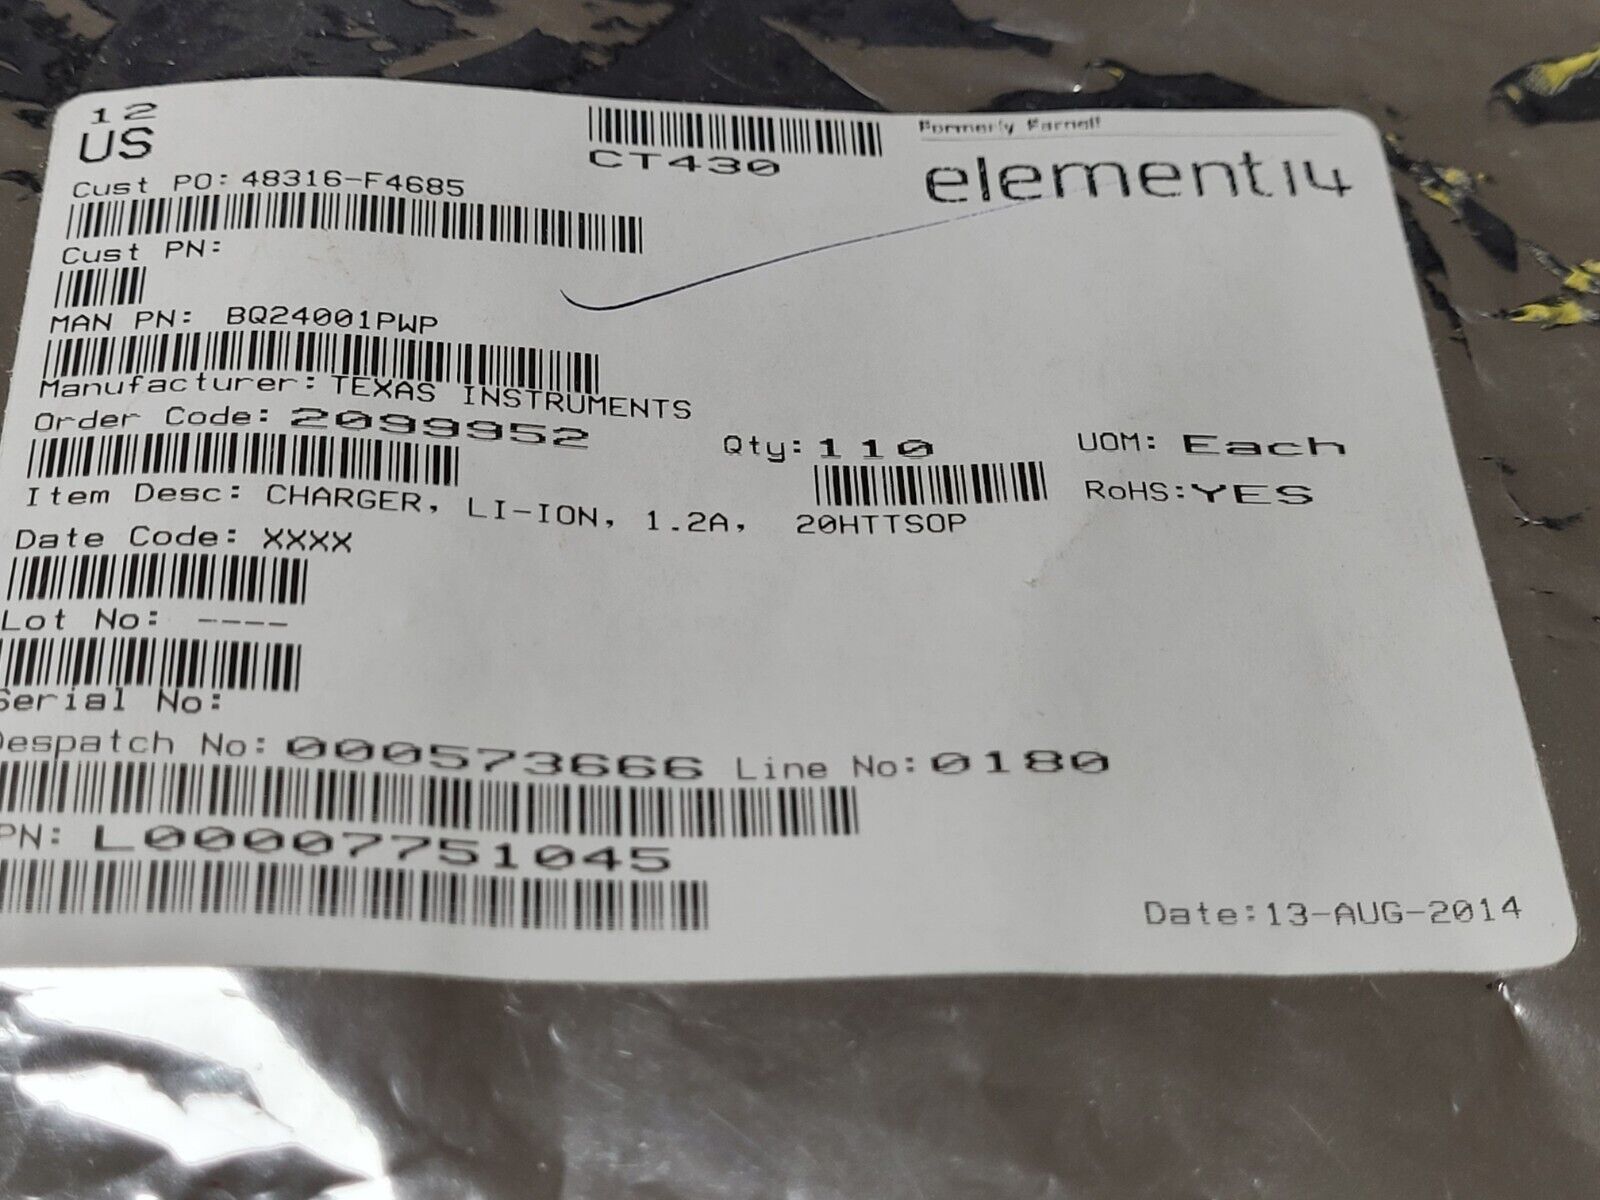 12
US
CT430
Formerly Farnell
element14
Cust PO: 48316-F4685
Cust PN:
MAN PN: BQ24001PWP
Manufacturer: TEXAS INSTRUMENTS
Order Code: 2099952
Qty: 110
UOM: Each
RoHS: YES
Item Desc: CHARGER, LI-ION, 1.2A, 20HTTSOP
Date Code: XXXX
Lot No: ----
Serial No:
Despatch No: 000573666 Line No: 0180
PN: L00007751045
Date: 13-AUG-2014